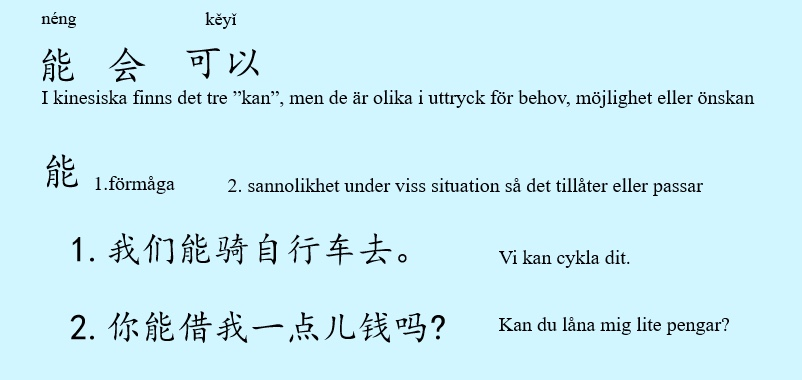 néng kěyǐ
能 会 可以
I kinesiska finns det tre ”kan”, men de är olika i uttryck för behov, möjlighet eller önskan
能 1.förmåga 2. sannolikhet under viss situation så det tillåter eller passar
1.我们能骑自行车去。 Vi kan cykla dit.
2.你能借我一点儿钱吗? Kan du låna mig lite pengar?